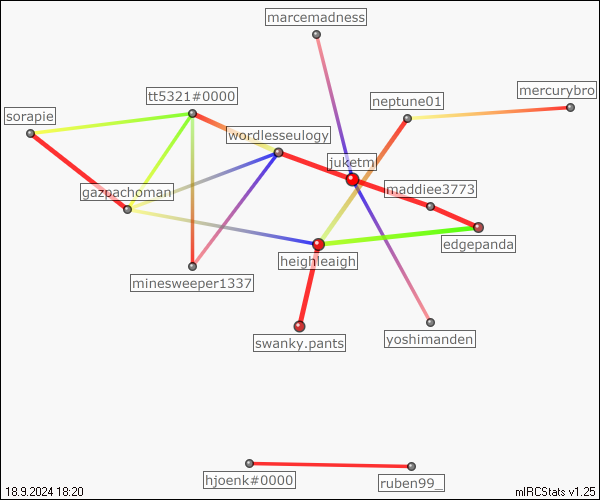 marcemadness
mercurybro
tt5321#0000
neptune01
sorapie
wordlesseulogy
juketmi
gazpachoman
maddiee3773
edgepanda
heighleaigh
minesweeper1337
yoshimanden
swanky.pants
hjoenk#0000
ruben99_
18.9.2024 18:20
mIRCStats v1.25